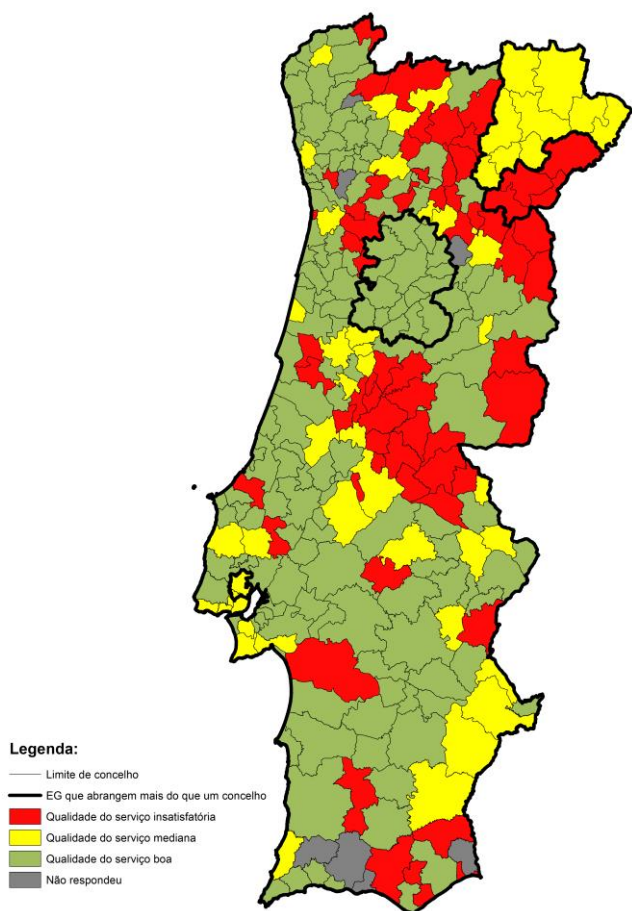 Legenda:
Limite de concelho
EG que abrangem mais do que um concelho
Qualidade do serviço insatisfatória
Qualidade do serviço mediana
Qualidade do serviço boa
Não respondeu